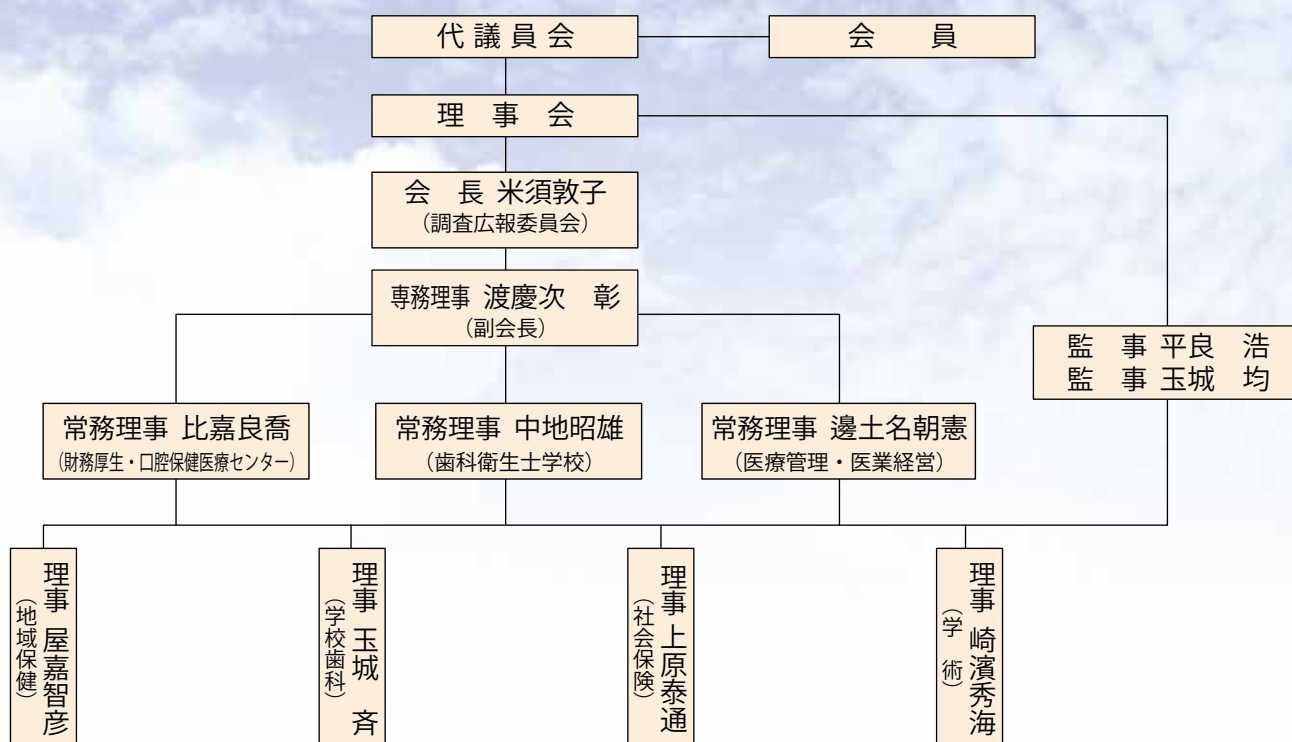 代議員会
会　員
理　事　会
会　長 米須敦子
（調査広報委員会）
専務理事 渡慶次　彰
（副会長）
監　事 平良　浩
監　事 玉城　均
常務理事 比嘉良喬
（財務厚生・口腔保健医療センター）
常務理事 中地昭雄
（歯科衛生士学校）
常務理事 邊土名朝憲
（医療管理・医業経営）
理事 屋嘉智彦
（地域保健）
理事 玉城　斉
（学校歯科）
理事 上原泰通
（社会保険）
理事 崎濱秀海
（学　術）